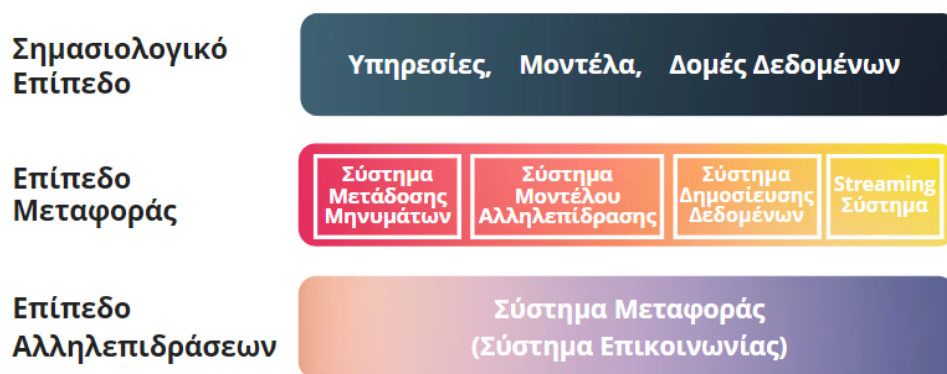 Σημασιολογικό
Επίπεδο
Υπηρεσίες, Μοντέλα, Δομές Δεδομένων
Επίπεδο
Μεταφοράς
Σύστημα
Μετάδοσης
Μηνυμάτων
Σύστημα
Μοντέλου
Αλληλεπίδρασης
Σύστημα
Δημοσίευσης
Δεδομένων
Streaming
Σύστημα
Επίπεδο
Αλληλεπιδράσεων
Σύστημα Μεταφοράς
(Σύστημα Επικοινωνίας)